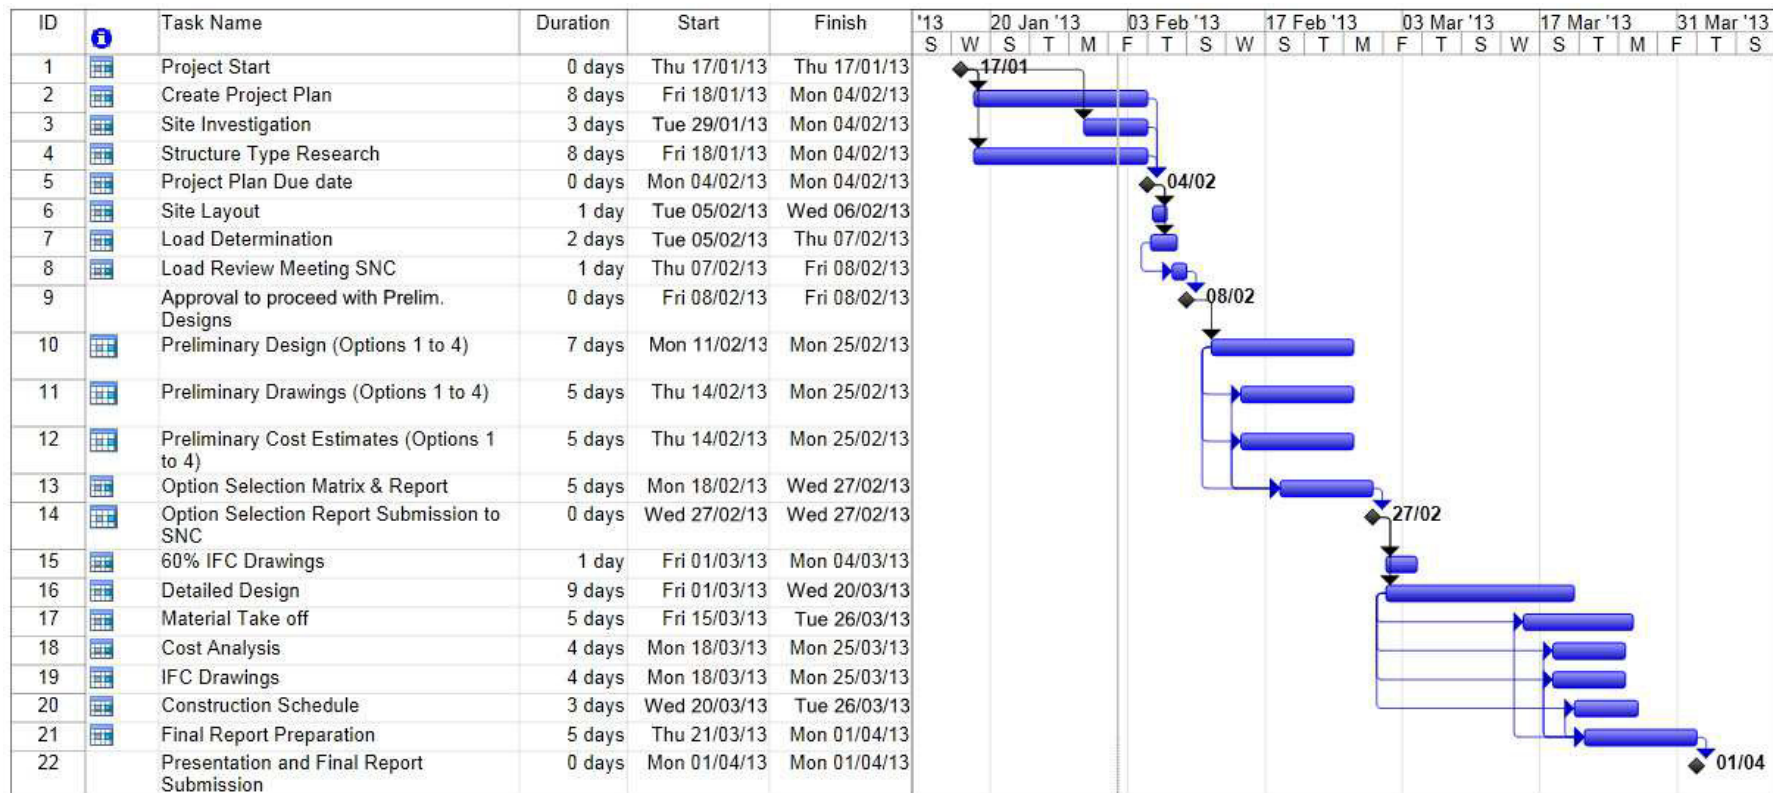 ID Task Name Duration Start Finish '13 20 Jan '13 03 Feb '13 17 Feb '13 03 Mar '13 17 Mar '13 31 Mar '13
S W S T M F T S W S T M F T S W S T M F T S
1 Project Start 0 days Thu 17/01/13 Thu 17/01/13 17/01
2 Create Project Plan 8 days Fri 18/01/13 Mon 04/02/13
3 Site Investigation 3 days Tue 29/01/13 Mon 04/02/13
4 Structure Type Research 8 days Fri 18/01/13 Mon 04/02/13
5 Project Plan Due date 0 days Mon 04/02/13 Mon 04/02/13 04/02
6 Site Layout 1 day Tue 05/02/13 Wed 06/02/13
7 Load Determination 2 days Tue 05/02/13 Thu 07/02/13
8 Load Review Meeting SNC 1 day Thu 07/02/13 Fri 08/02/13
9 Approval to proceed with Prelim. 0 days Fri 08/02/13 Fri 08/02/13 08/02
Designs
10 Preliminary Design (Options 1 to 4) 7 days Mon 11/02/13 Mon 25/02/13
11 Preliminary Drawings (Options 1 to 4) 5 days Thu 14/02/13 Mon 25/02/13
12 Preliminary Cost Estimates (Options 1 5 days Thu 14/02/13 Mon 25/02/13
to 4)
13 Option Selection Matrix & Report 5 days Mon 18/02/13 Wed 27/02/13
14 Option Selection Report Submission to 0 days Wed 27/02/13 Wed 27/02/13 27/02
SNC
15 60% IFC Drawings 1 day Fri 01/03/13 Mon 04/03/13
16 Detailed Design 9 days Fri 01/03/13 Wed 20/03/13
17 Material Take off 5 days Fri 15/03/13 Tue 26/03/13
18 Cost Analysis 4 days Mon 18/03/13 Mon 25/03/13
19 IFC Drawings 4 days Mon 18/03/13 Mon 25/03/13
20 Construction Schedule 3 days Wed 20/03/13 Tue 26/03/13
21 Final Report Preparation 5 days Thu 21/03/13 Mon 01/04/13
22 Presentation and Final Report 0 days Mon 01/04/13 Mon 01/04/13 01/04
Submission